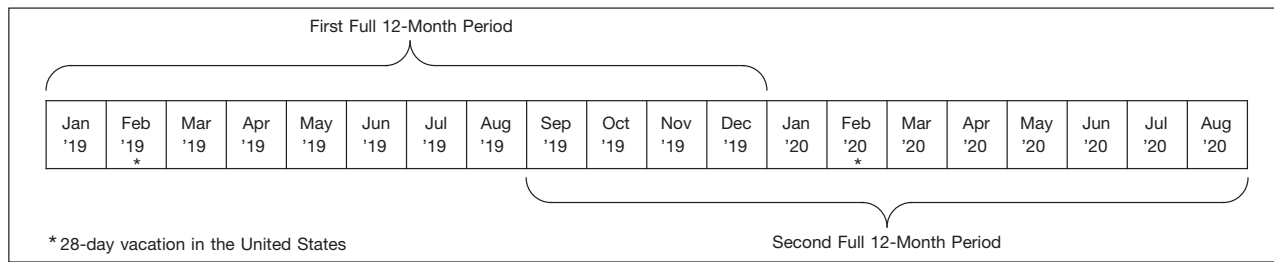 First Full 12-Month Period
Jan '19 Feb '19 * Mar '19 Apr '19 May '19 Jun '19 Jul '19 Aug '19 Sep '19 Oct '19 Nov '19 Dec '19 Jan '20 Feb '20 * Mar '20 Apr '20 May '20 Jun '20 Jul '20 Aug '20
* 28-day vacation in the United States
Second Full 12-Month Period